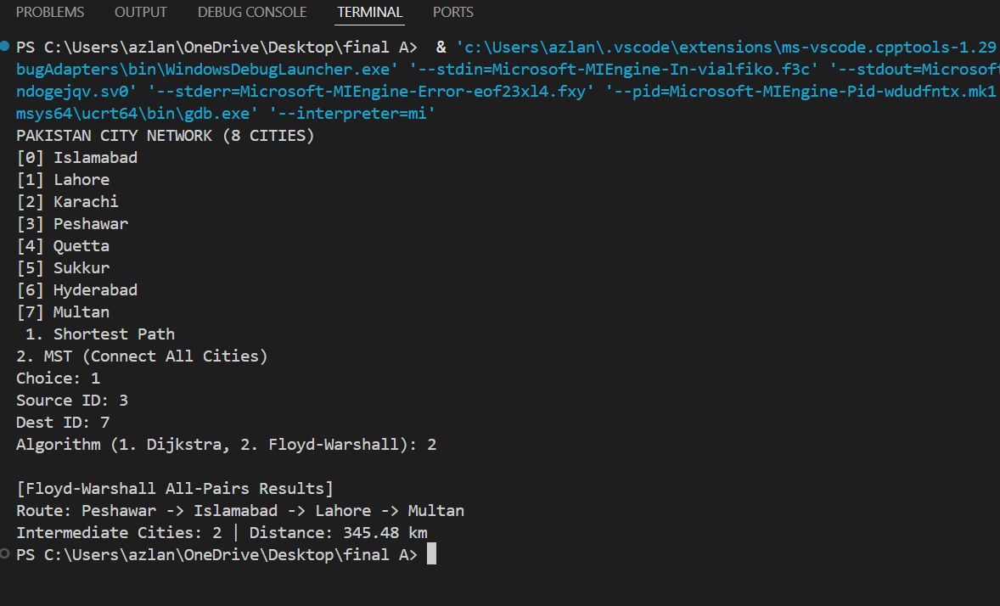 PROBLEMS OUTPUT DEBUG CONSOLE TERMINAL PORTS
PS C:\Users\azlan\OneDrive\Desktop\final A>  & 'c:\Users\azlan\.vscode\extensions\ms-vscode.cpptools-1.29
bugAdapters\bin\WindowsDebugLauncher.exe' '--stdin=Microsoft-MIEngine-In-vialfiko.f3c' '--stdout=Microsoft
ndogejqv.sv0' '--stderr=Microsoft-MIEngine-Error-eof23xl4.fxy' '--pid=Microsoft-MIEngine-Pid-wdudfntx.mk1
msys64\ucrt64\bin\gdb.exe' '--interpreter=mi'
PAKISTAN CITY NETWORK (8 CITIES)
[0] Islamabad
[1] Lahore
[2] Karachi
[3] Peshawar
[4] Quetta
[5] Sukkur
[6] Hyderabad
[7] Multan
 1. Shortest Path
2. MST (Connect All Cities)
Choice: 1
Source ID: 3
Dest ID: 7
Algorithm (1. Dijkstra, 2. Floyd-Warshall): 2
[Floyd-Warshall All-Pairs Results]
Route: Peshawar -> Islamabad -> Lahore -> Multan
Intermediate Cities: 2 | Distance: 345.48 km
PS C:\Users\azlan\OneDrive\Desktop\final A>